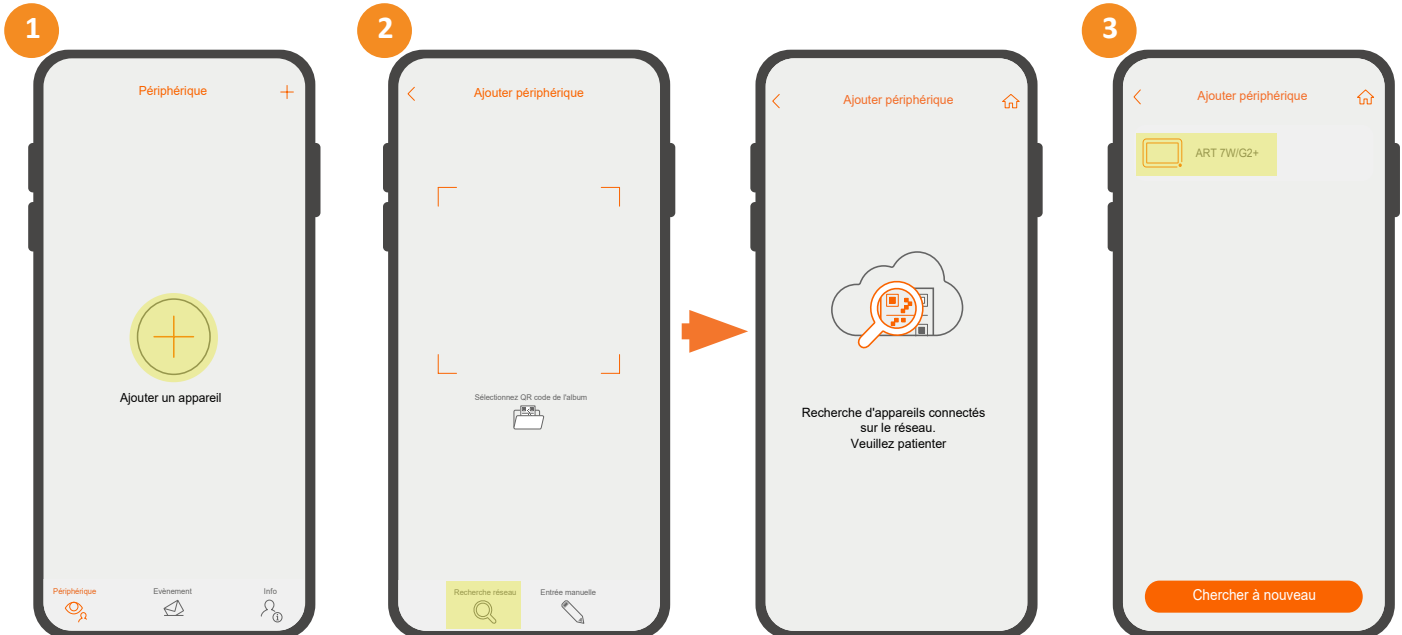 1
Périphérique
Ajouter un appareil
Périphérique
Evènement
Info
2
Ajouter périphérique
Sélectionnez QR code de l'album
Recherche réseau
Entrée manuelle
Ajouter périphérique
Recherche d'appareils connectés
sur le réseau.
Veuillez patienter
3
Ajouter périphérique
ART 7W/G2+
Chercher à nouveau